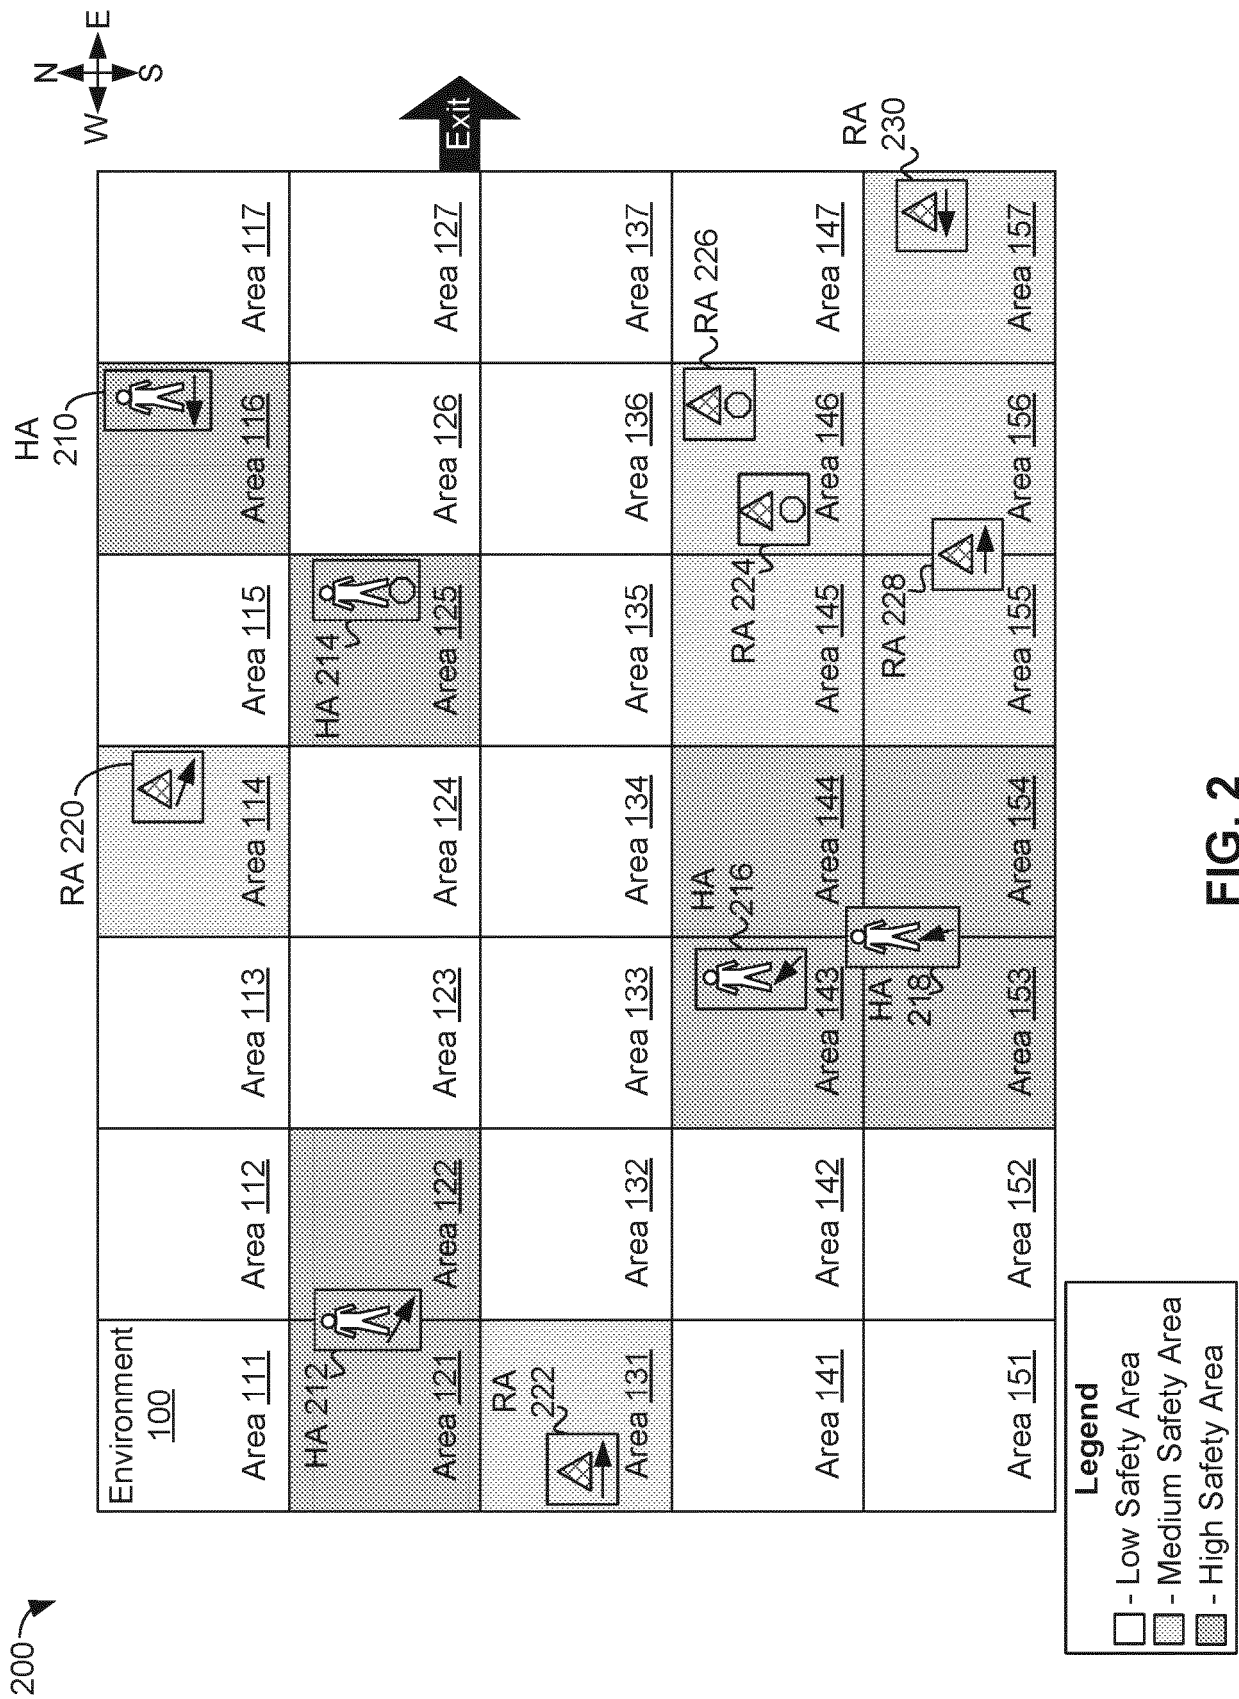 200
N
W E
S
HA
210
RA 220
Environment
100
Area 111
Area 112
Area 113
Area 114
Area 115
Area 116
Area 117
HA 212
HA 214
Area 121
Area 122
Area 123
Area 124
Area 125
Area 126
Area 127
Exit
RA
222
Area 131
Area 132
Area 133
Area 134
Area 135
Area 136
Area 137
HA
216
RA 224
RA 226
Area 141
Area 142
Area 143
Area 144
Area 145
Area 146
Area 147
HA
218
RA 228
RA
230
Area 151
Area 152
Area 153
Area 154
Area 155
Area 156
Area 157
Legend
- Low Safety Area
- Medium Safety Area
- High Safety Area
FIG. 2